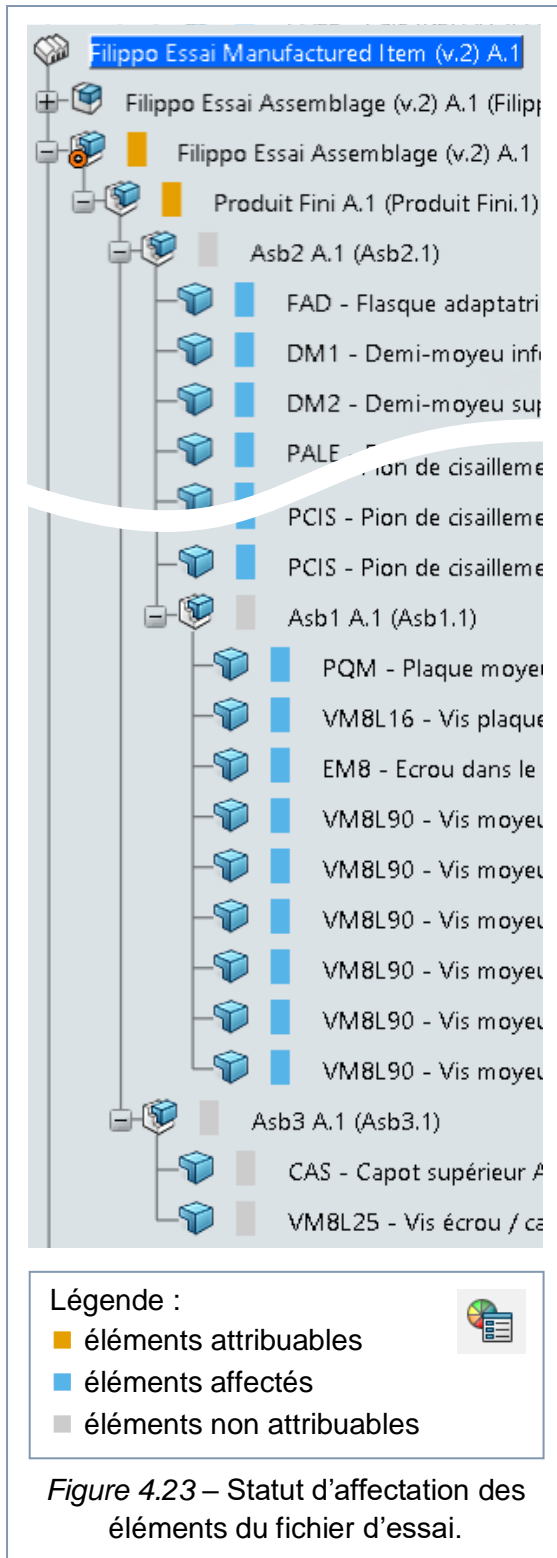 Filippo Essai Manufactured Item (v.2) A.1
Filippo Essai Assemblage (v.2) A.1 (Filip
Filippo Essai Assemblage (v.2) A.1
Produit Fini A.1 (Produit Fini.1)
Asb2 A.1 (Asb2.1)
FAD - Flasque adaptatri
DM1 - Demi-moyeu inf
DM2 - Demi-moyeu sup
PALE -
Pion de cisailleme
PCIS - Pion de cisailleme
PCIS - Pion de cisailleme
Asb1 A.1 (Asb1.1)
PQM - Plaque moyeu
VM8L16 - Vis plaque
EM8 - Ecrou dans le
VM8L90 - Vis moyeu
VM8L90 - Vis moyeu
VM8L90 - Vis moyeu
VM8L90 - Vis moyeu
VM8L90 - Vis moyeu
VM8L90 - Vis moyeu
Asb3 A.1 (Asb3.1)
CAS - Capot supérieur A
VM8L25 - Vis écrou / ca
Légende :
éléments attribuables
éléments affectés
éléments non attribuables
Figure 4.23 – Statut d'affectation des
éléments du fichier d'essai.